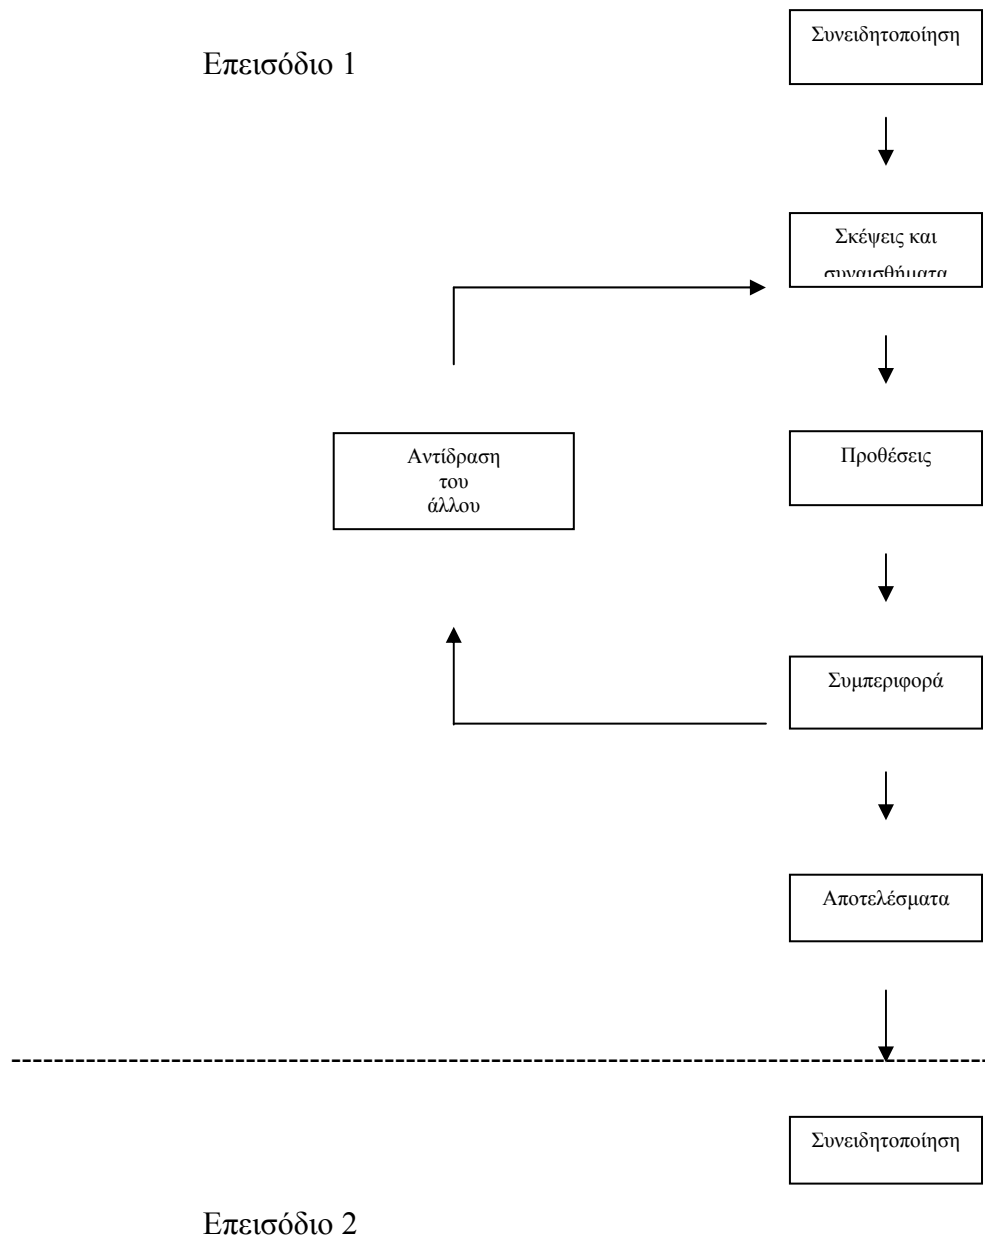 Επεισόδιο 1
Συνειδητοποίηση
Σκέψεις και
συναισθήματα
Προθέσεις
Αντίδραση
του
άλλου
Συμπεριφορά
Αποτελέσματα
Συνειδητοποίηση
Επεισόδιο 2